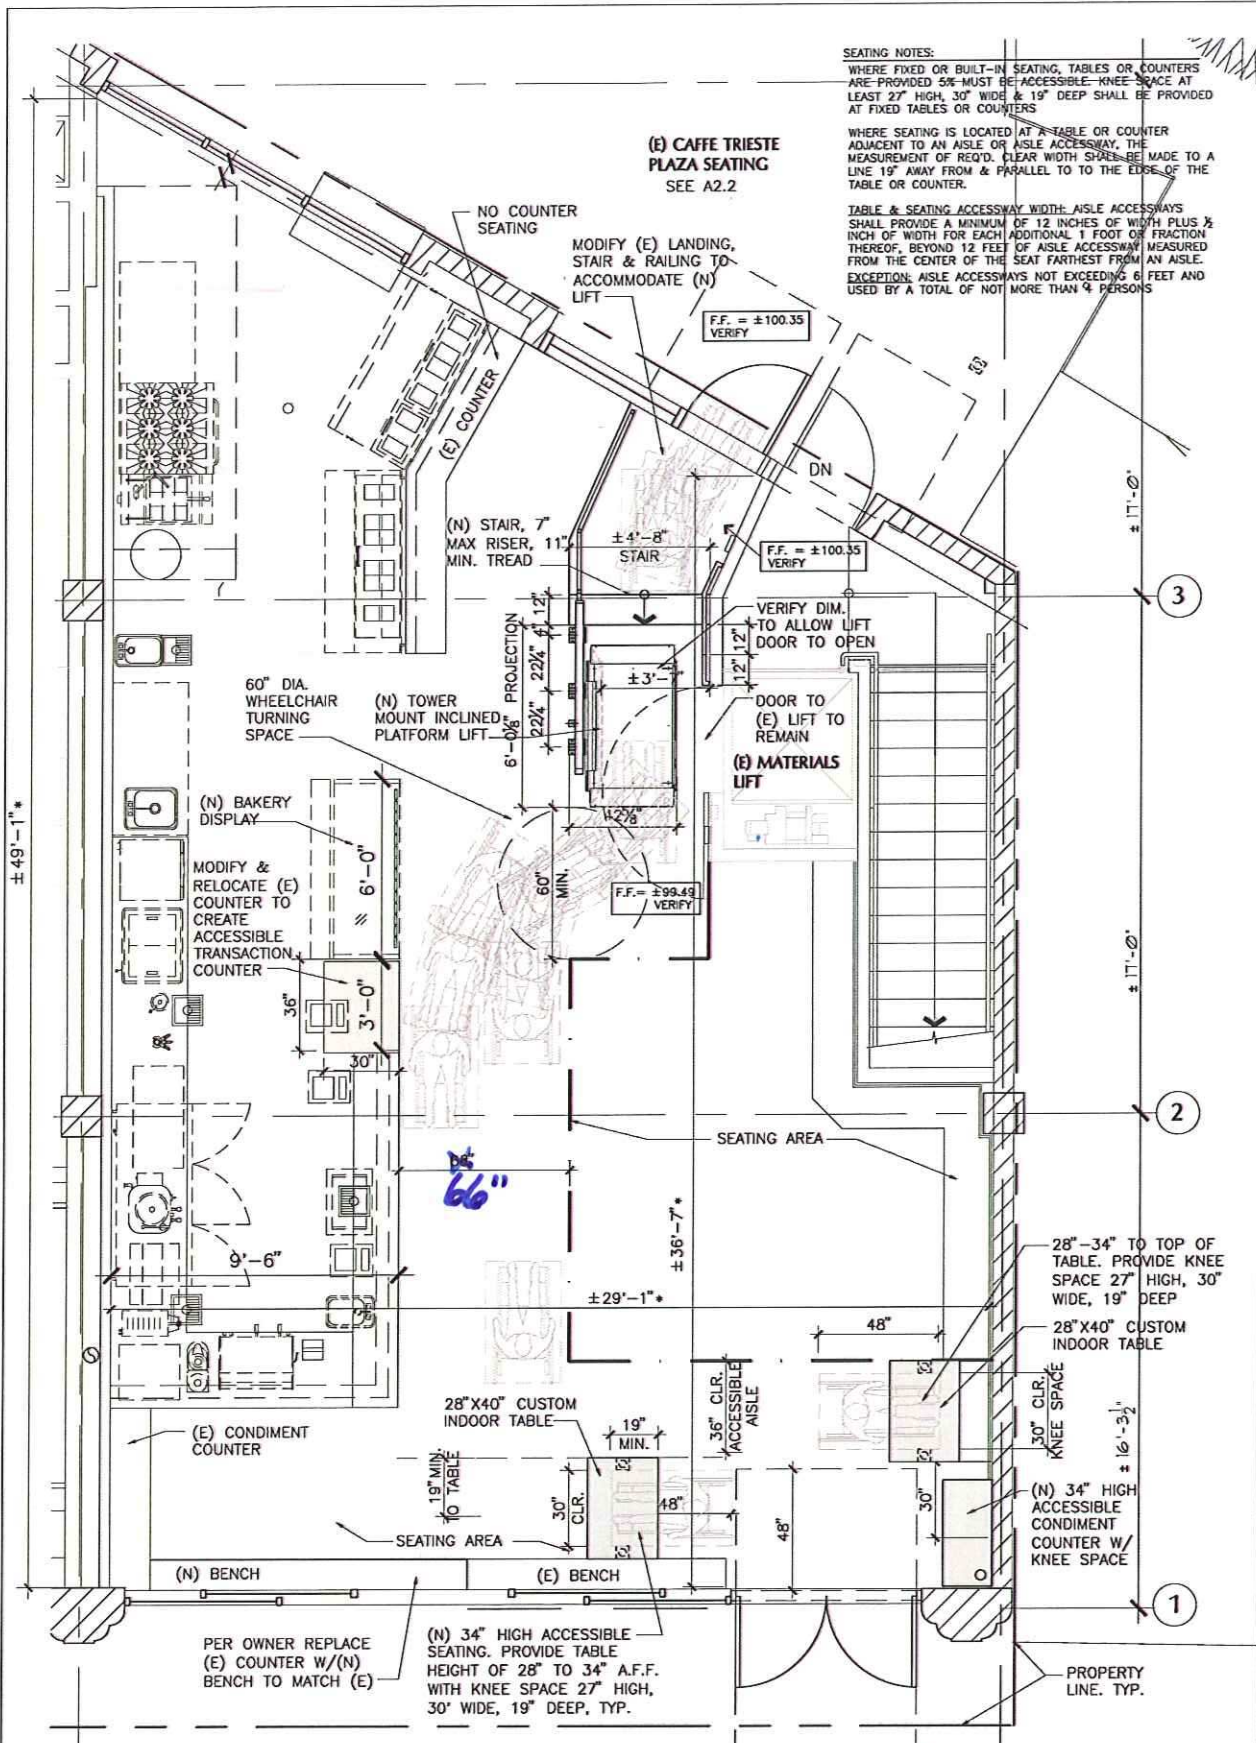 SEATING NOTES:
WHERE FIXED OR BUILT-IN SEATING, TABLES OR COUNTERS
ARE PROVIDED 5% MUST BE ACCESSIBLE. KNEE SPACE AT
LEAST 27" HIGH, 30" WIDE & 19" DEEP SHALL BE PROVIDED
AT FIXED TABLES OR COUNTERS
WHERE SEATING IS LOCATED AT A TABLE OR COUNTER
ADJACENT TO AN AISLE OR AISLE ACCESSWAY, THE
MEASUREMENT OF REQ'D. CLEAR WIDTH SHALL BE MADE TO A
LINE 19" AWAY FROM & PARALLEL TO TO THE EDGE OF THE
TABLE OR COUNTER.
TABLE & SEATING ACCESSWAY WIDTH: AISLE ACCESSWAYS
SHALL PROVIDE A MINIMUM OF 12 INCHES OF WIDTH PLUS ½
INCH OF WIDTH FOR EACH ADDITIONAL 1 FOOT OR FRACTION
THEREOF, BEYOND 12 FEET OF AISLE ACCESSWAY MEASURED
FROM THE CENTER OF THE SEAT FARTHEST FROM AN AISLE.
EXCEPTION: AISLE ACCESSWAYS NOT EXCEEDING 6 FEET AND
USED BY A TOTAL OF NOT MORE THAN 4 PERSONS
(E) CAFFE TRIESTE
PLAZA SEATING
SEE A2.2
NO COUNTER
SEATING
MODIFY (E) LANDING,
STAIR & RAILING TO
ACCOMMODATE (N)
LIFT
F.F. = ±100.35
VERIFY
(E) COUNTER
DN
±17'-0"
(N) STAIR, 7"
MAX RISER, 11"
MIN. TREAD
±4'-8"
STAIR
F.F. = ±100.35
VERIFY
3
12"
4"
22¼"
22¼"
6'-0⅛" PROJECTION
VERIFY DIM.
TO ALLOW LIFT
DOOR TO OPEN
12"
12"
±3'-7"
60" DIA.
WHEELCHAIR
TURNING
SPACE
(N) TOWER
MOUNT INCLINED
PLATFORM LIFT
DOOR TO
(E) LIFT TO
REMAIN
(E) MATERIALS
LIFT
±49'-1"*
(N) BAKERY
DISPLAY
6'-0"
42⅞"
60"
MIN.
F.F.= ±99.49
VERIFY
MODIFY &
RELOCATE (E)
COUNTER TO
CREATE
ACCESSIBLE
TRANSACTION
COUNTER
36"
3'-0"
30"
±17'-0"
2
SEATING AREA
66"
±36'-7"*
9'-6"
±29'-1"*
28"-34" TO TOP OF
TABLE. PROVIDE KNEE
SPACE 27" HIGH, 30"
WIDE, 19" DEEP
28"X40" CUSTOM
INDOOR TABLE
48"
36" CLR.
ACCESSIBLE
AISLE
30" CLR.
KNEE SPACE
±16'-3½"
28"X40" CUSTOM
INDOOR TABLE
19"
MIN.
(E) CONDIMENT
COUNTER
19" MIN.
TO TABLE
30"
CLR.
48"
48"
30"
(N) 34" HIGH
ACCESSIBLE
CONDIMENT
COUNTER W/
KNEE SPACE
SEATING AREA
(N) BENCH
(E) BENCH
1
PER OWNER REPLACE
(E) COUNTER W/(N)
BENCH TO MATCH (E)
(N) 34" HIGH ACCESSIBLE
SEATING. PROVIDE TABLE
HEIGHT OF 28" TO 34" A.F.F.
WITH KNEE SPACE 27" HIGH,
30' WIDE, 19" DEEP, TYP.
PROPERTY
LINE. TYP.